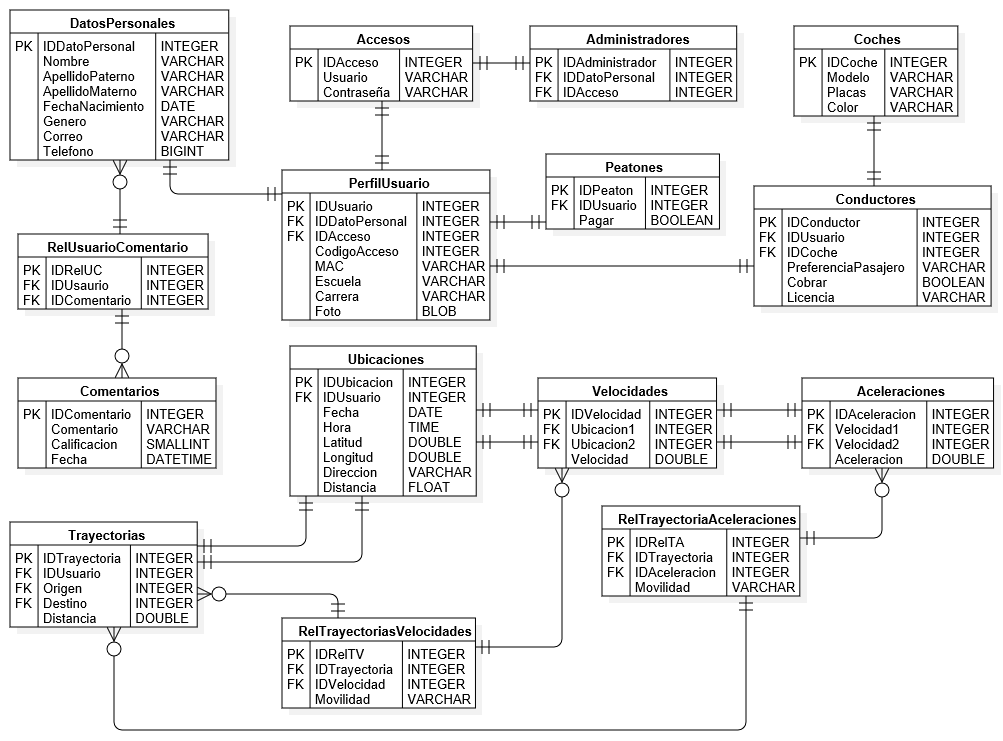 DatosPersonales
PK IDDatoPersonal INTEGER
Nombre VARCHAR
ApellidoPaterno VARCHAR
ApellidoMaterno VARCHAR
FechaNacimiento DATE
Genero VARCHAR
Correo VARCHAR
Telefono BIGINT
Accesos
PK IDAcceso INTEGER
Usuario VARCHAR
Contraseña VARCHAR
Administradores
PK IDAdministrador INTEGER
FK IDDatoPersonal INTEGER
FK IDAcceso INTEGER
Coches
PK IDCoche INTEGER
Modelo VARCHAR
Placas VARCHAR
Color VARCHAR
PerfilUsuario
PK IDUsuario INTEGER
FK IDDatoPersonal INTEGER
FK IDAcceso INTEGER
CodigoAcceso INTEGER
MAC VARCHAR
Escuela VARCHAR
Carrera VARCHAR
Foto BLOB
Peatones
PK IDPeaton INTEGER
FK IDUsuario INTEGER
Pagar BOOLEAN
Conductores
PK IDConductor INTEGER
FK IDUsuario INTEGER
FK IDCoche INTEGER
PreferenciaPasajero VARCHAR
Cobrar BOOLEAN
Licencia VARCHAR
RelUsuarioComentario
PK IDRelUC INTEGER
FK IDUsaurio INTEGER
FK IDComentario INTEGER
Comentarios
PK IDComentario INTEGER
Comentario VARCHAR
Calificacion SMALLINT
Fecha DATETIME
Ubicaciones
PK IDUbicacion INTEGER
FK IDUsuario INTEGER
Fecha DATE
Hora TIME
Latitud DOUBLE
Longitud DOUBLE
Direccion VARCHAR
Distancia FLOAT
Velocidades
PK IDVelocidad INTEGER
FK Ubicacion1 INTEGER
FK Ubicacion2 INTEGER
Velocidad DOUBLE
Aceleraciones
PK IDAceleracion INTEGER
FK Velocidad1 INTEGER
FK Velocidad2 INTEGER
Aceleracion DOUBLE
Trayectorias
PK IDTrayectoria INTEGER
FK IDUsuario INTEGER
FK Origen INTEGER
FK Destino INTEGER
Distancia DOUBLE
RelTrayectoriaAceleraciones
PK IDRelTA INTEGER
FK IDTrayectoria INTEGER
FK IDAceleracion INTEGER
Movilidad VARCHAR
RelTrayectoriasVelocidades
PK IDRelTV INTEGER
FK IDTrayectoria INTEGER
FK IDVelocidad INTEGER
Movilidad VARCHAR